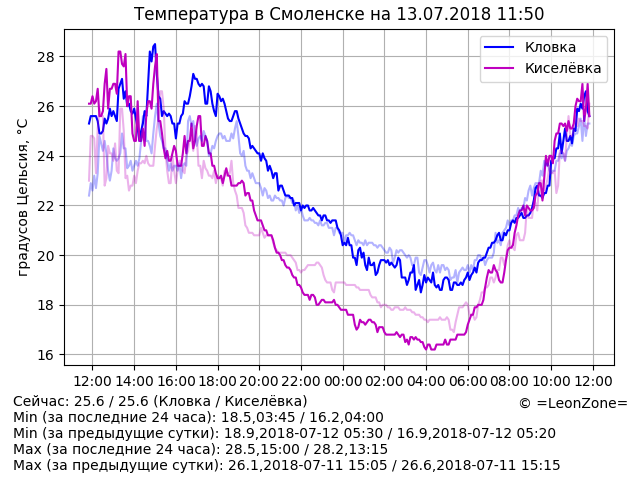 Температура в Смоленске на 13.07.2018 11:50
Кловка
Киселёвка
градусов Цельсия, °C
28
26
24
22
20
18
16
12:00 14:00 16:00 18:00 20:00 22:00 00:00 02:00 04:00 06:00 08:00 10:00 12:00
Сейчас: 25.6 / 25.6 (Кловка / Киселёвка)
© =LeonZone=
Min (за последние 24 часа): 18.5,03:45 / 16.2,04:00
Min (за предыдущие сутки): 18.9,2018-07-12 05:30 / 16.9,2018-07-12 05:20
Max (за последние 24 часа): 28.5,15:00 / 28.2,13:15
Max (за предыдущие сутки): 26.1,2018-07-11 15:05 / 26.6,2018-07-11 15:15